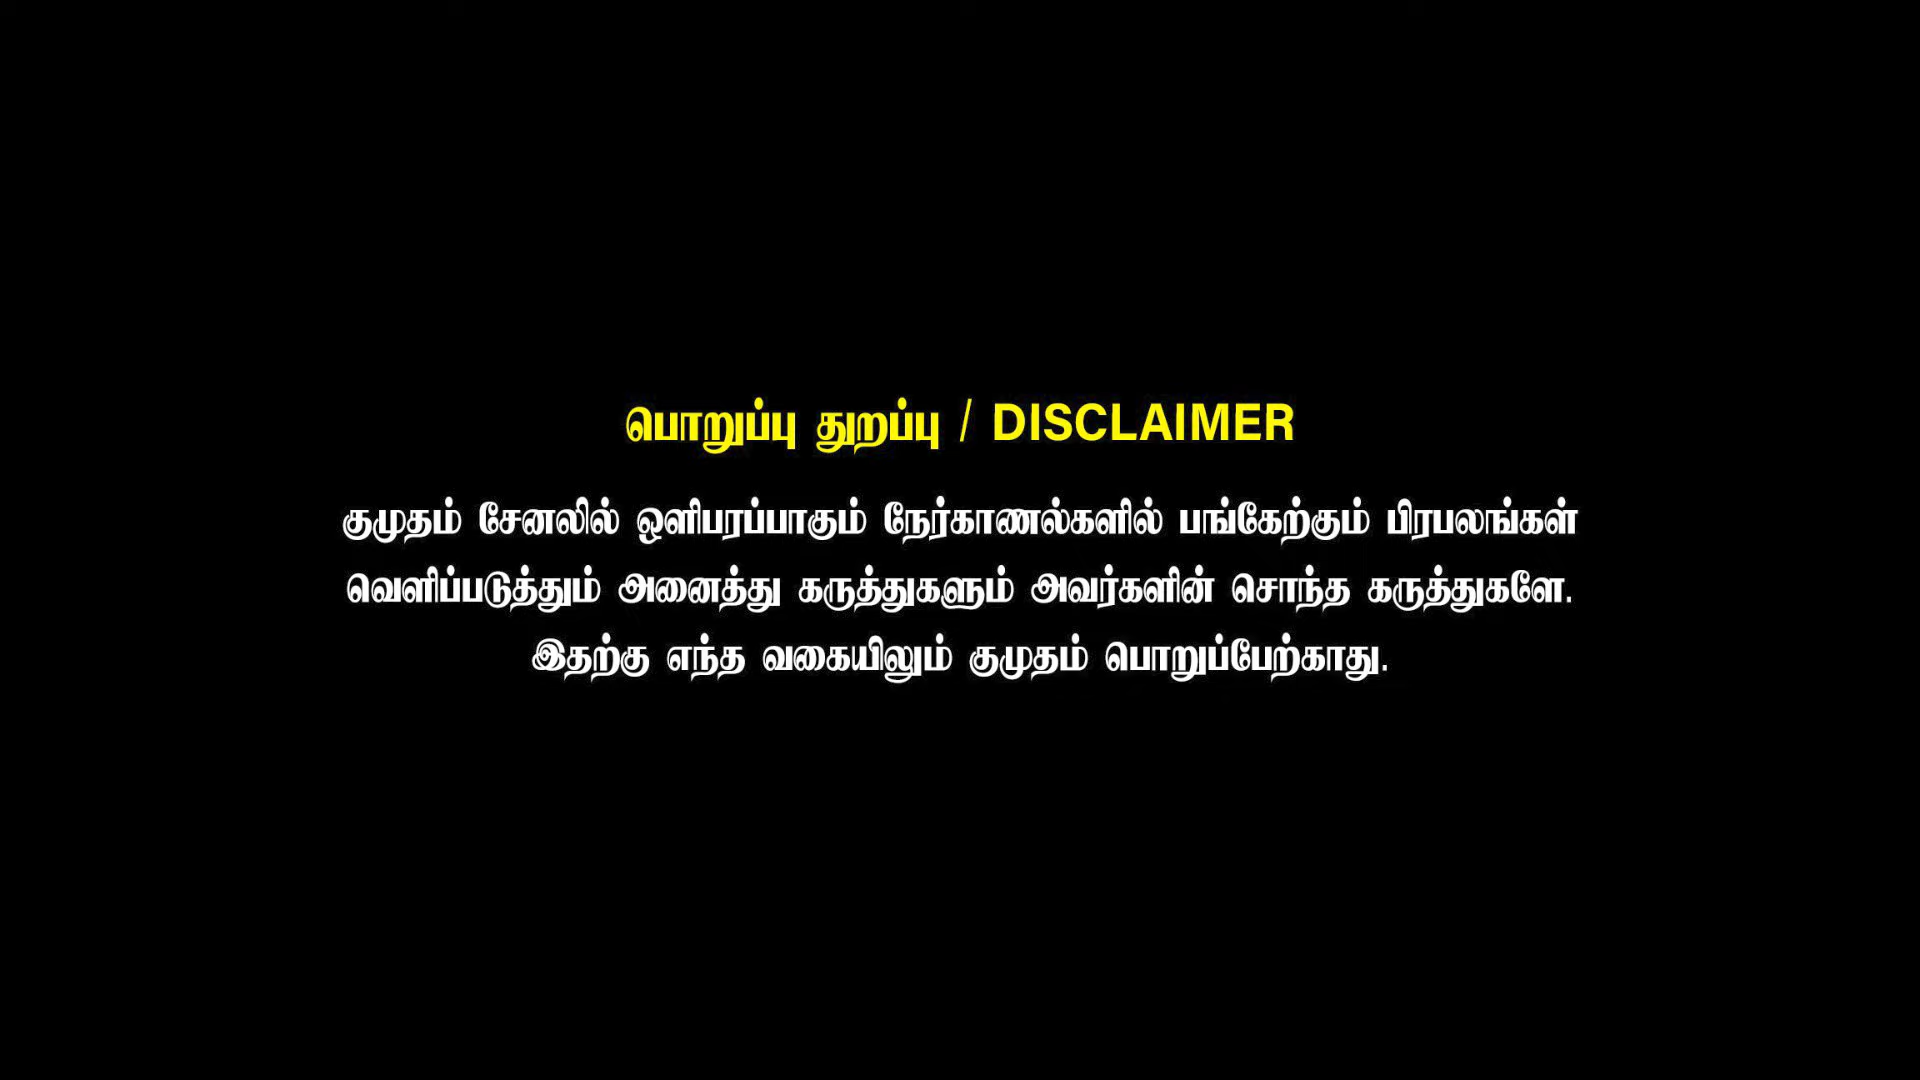 பொறுப்பு துறப்பு / DISCLAIMER
குமுதம் சேனலில் ஒளிபரப்பாகும் நேர்காணல்களில் பங்கேற்கும் பிரபலங்கள்
வெளிப்படுத்தும் அனைத்து கருத்துகளும் அவர்களின் சொந்த கருத்துகளே.
இதற்கு எந்த வகையிலும் குமுதம் பொறுப்பேற்காது.